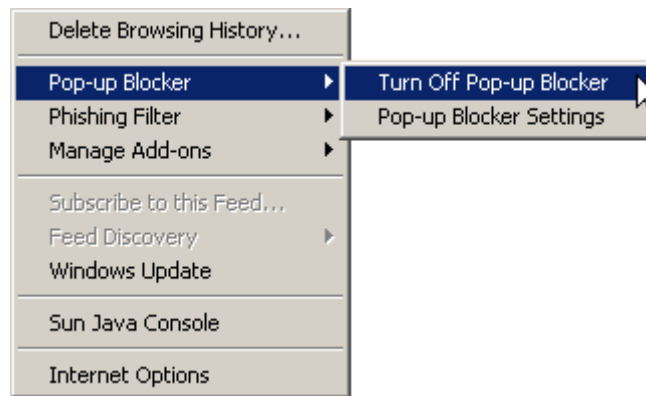 Delete Browsing History...
Pop-up Blocker
Turn Off Pop-up Blocker
Phishing Filter
Pop-up Blocker Settings
Manage Add-ons
Subscribe to this Feed...
Feed Discovery
Windows Update
Sun Java Console
Internet Options